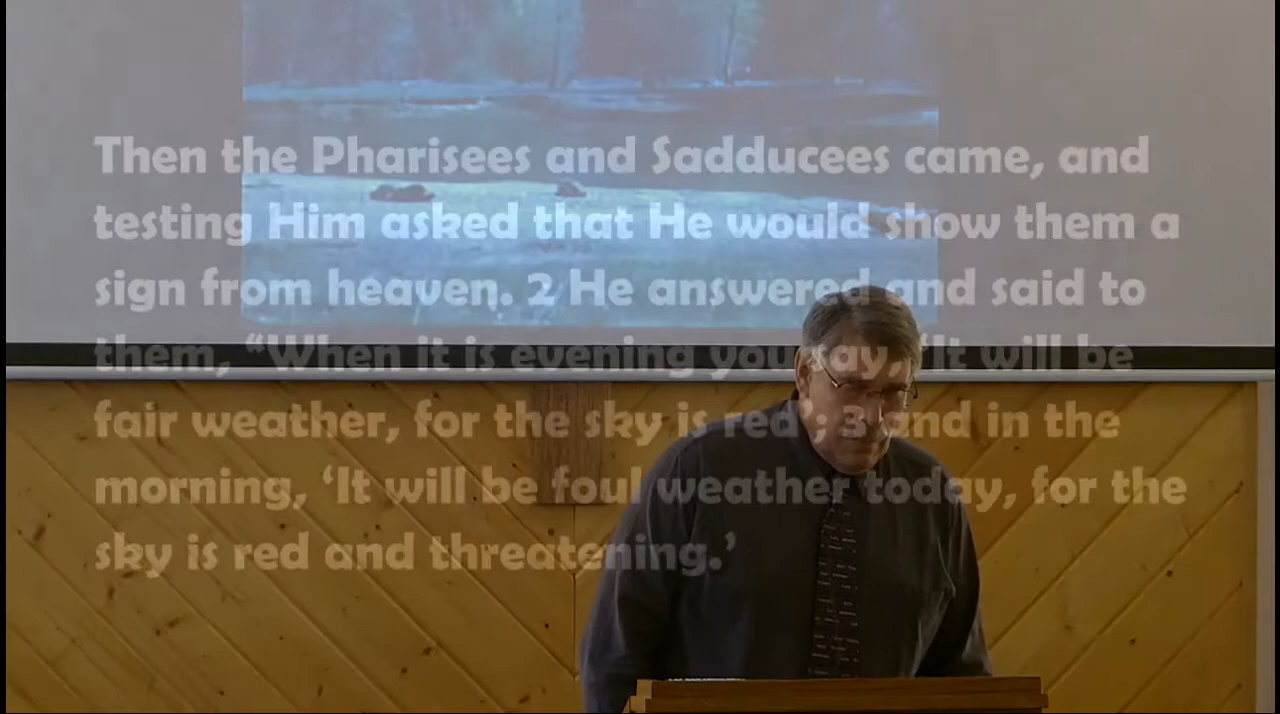 Then the Pharisees and Sadducees came, and
testing Him asked that He would show them a
sign from heaven. 2 He answered and said to
them, “When it is evening you say, ‘It will be
fair weather, for the sky is red’; 3 and in the
morning, ‘It will be foul weather today, for the
sky is red and threatening.’